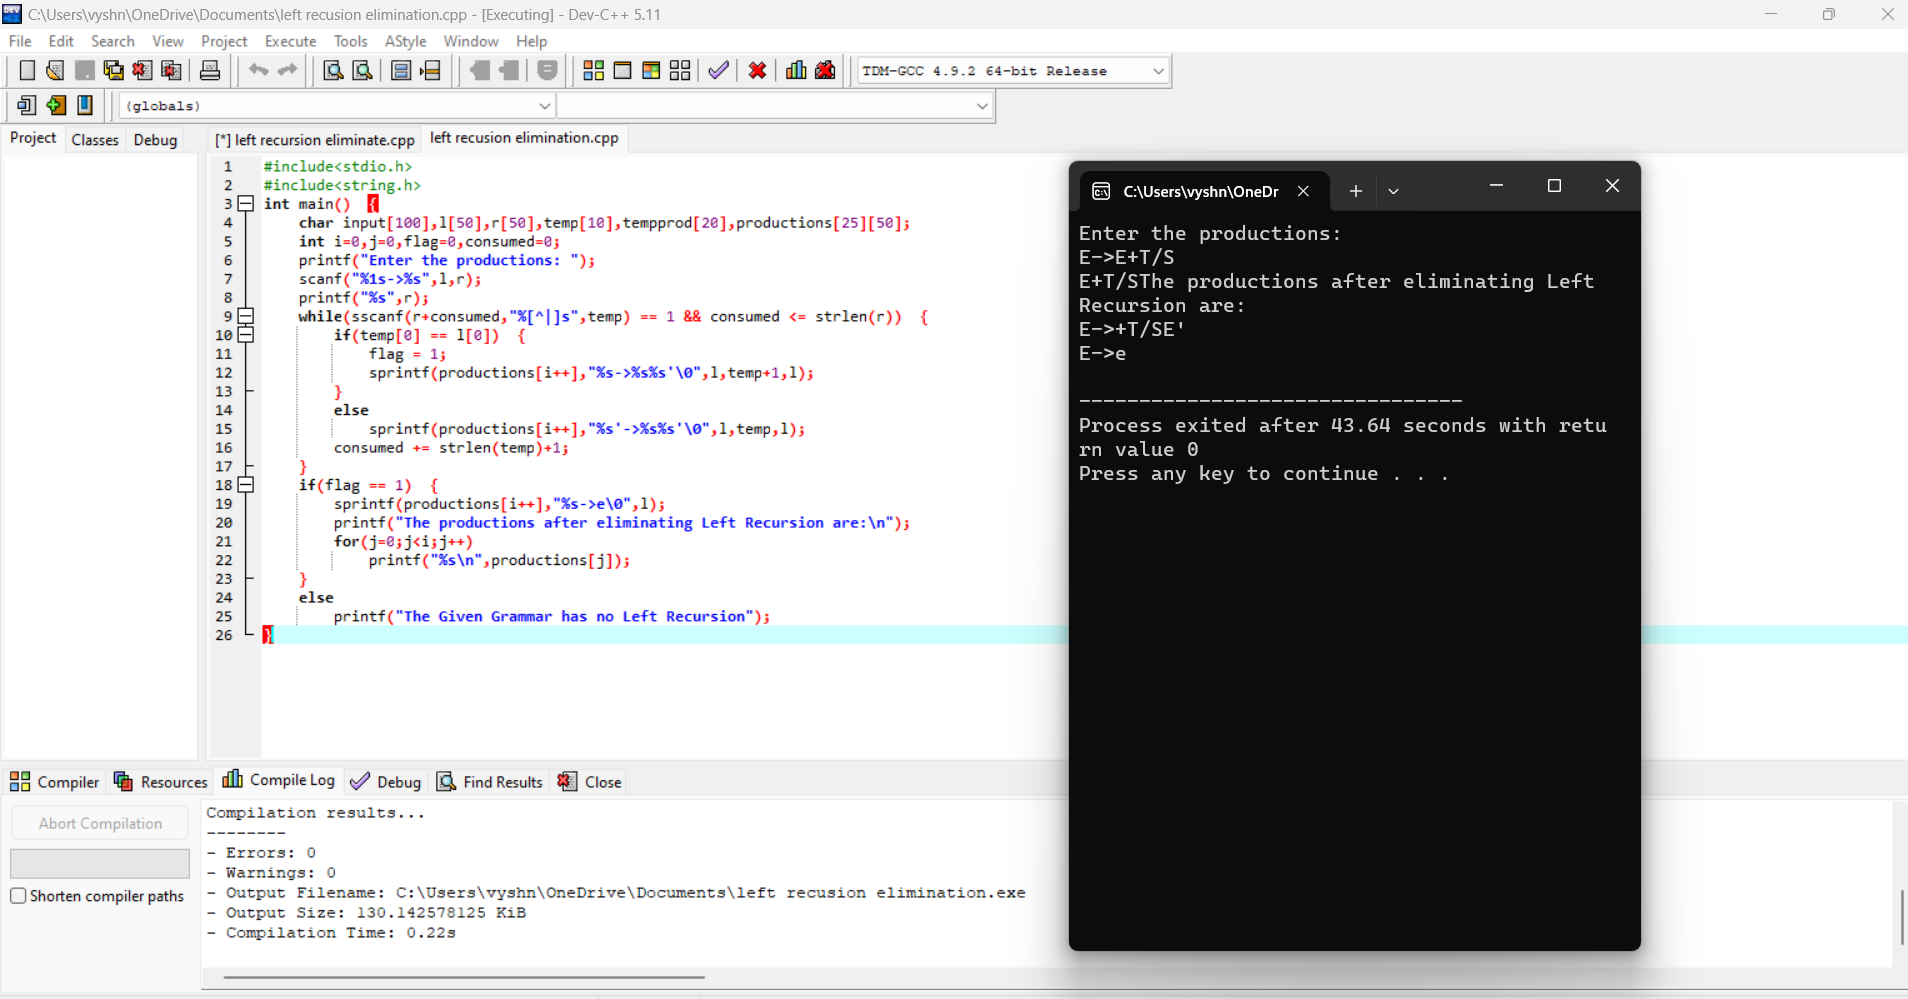 C:\Users\vyshn\OneDrive\Documents\left recusion elimination.cpp - [Executing] - Dev-C++ 5.11
File Edit Search View Project Execute Tools AStyle Window Help
TDM-GCC 4.9.2 64-bit Release
(globals)
Project Classes Debug
[*] left recursion eliminate.cpp left recusion elimination.cpp
1 #include<stdio.h>
2 #include<string.h>
3 int main() {
4 char input[100],l[50],r[50],temp[10],tempprod[20],productions[25][50];
5 int i=0,j=0,flag=0,consumed=0;
6 printf("Enter the productions: ");
7 scanf("%1s->%s",l,r);
8 printf("%s",r);
9 while(sscanf(r+consumed,"%[^|]s",temp) == 1 && consumed <= strlen(r)) {
10 if(temp[0] == l[0]) {
11 flag = 1;
12 sprintf(productions[i++],"%s->%s%s'\0",l,temp+1,l);
13 }
14 else
15 sprintf(productions[i++],"%s'->%s%s'\0",l,temp,l);
16 consumed += strlen(temp)+1;
17 }
18 if(flag == 1) {
19 sprintf(productions[i++],"%s->e\0",l);
20 printf("The productions after eliminating Left Recursion are:\n");
21 for(j=0;j<i;j++)
22 printf("%s\n",productions[j]);
23 }
24 else
25 printf("The Given Grammar has no Left Recursion");
26 }
C:\Users\vyshn\OneDr
Enter the productions:
E->E+T/S
E+T/SThe productions after eliminating Left
Recursion are:
E->+T/SE'
E->e
--------------------------------
Process exited after 43.64 seconds with retu
rn value 0
Press any key to continue . . .
Compiler Resources Compile Log Debug Find Results Close
Abort Compilation
Shorten compiler paths
Compilation results...
--------
- Errors: 0
- Warnings: 0
- Output Filename: C:\Users\vyshn\OneDrive\Documents\left recusion elimination.exe
- Output Size: 130.142578125 KiB
- Compilation Time: 0.22s